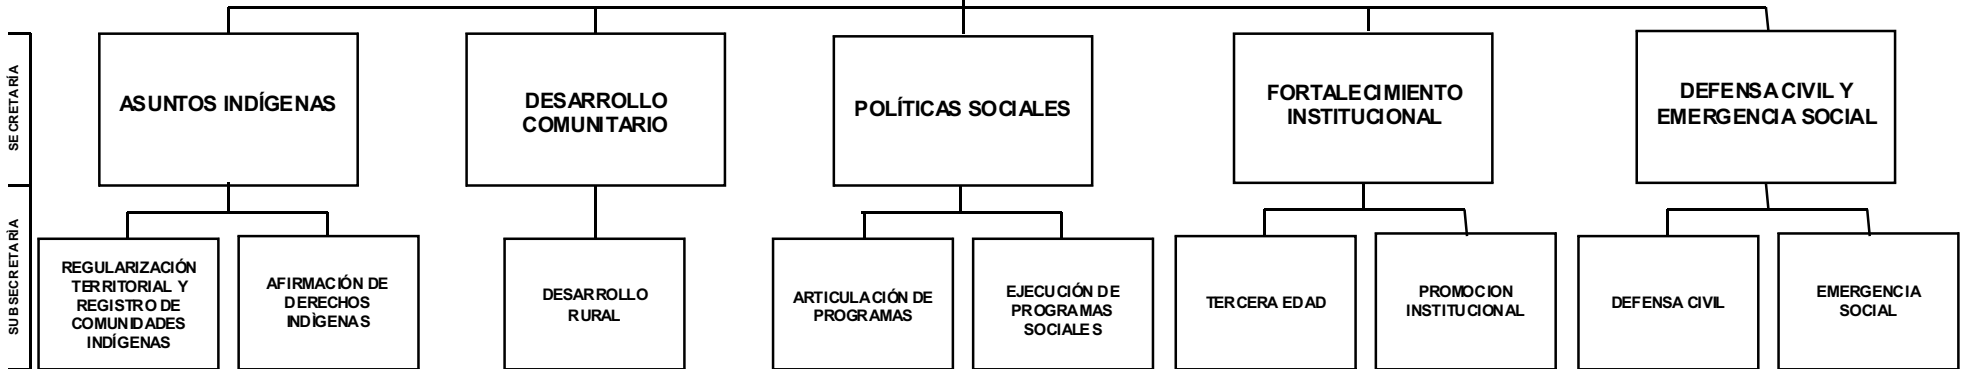 SECRETARÍA
ASUNTOS INDÍGENAS
DESARROLLO
COMUNITARIO
POLÍTICAS SOCIALES
FORTALECIMIENTO
INSTITUCIONAL
DEFENSA CIVIL Y
EMERGENCIA SOCIAL
SUBSECRETARÌA
REGULARIZACIÓN
TERRITORIAL Y
REGISTRO DE
COMUNIDADES
INDÍGENAS
AFIRMACIÓN DE
DERECHOS
INDÌGENAS
DESARROLLO
RURAL
ARTICULACIÓN DE
PROGRAMAS
EJECUCIÓN DE
PROGRAMAS
SOCIALES
TERCERA EDAD
PROMOCION
INSTITUCIONAL
DEFENSA CIVIL
EMERGENCIA
SOCIAL